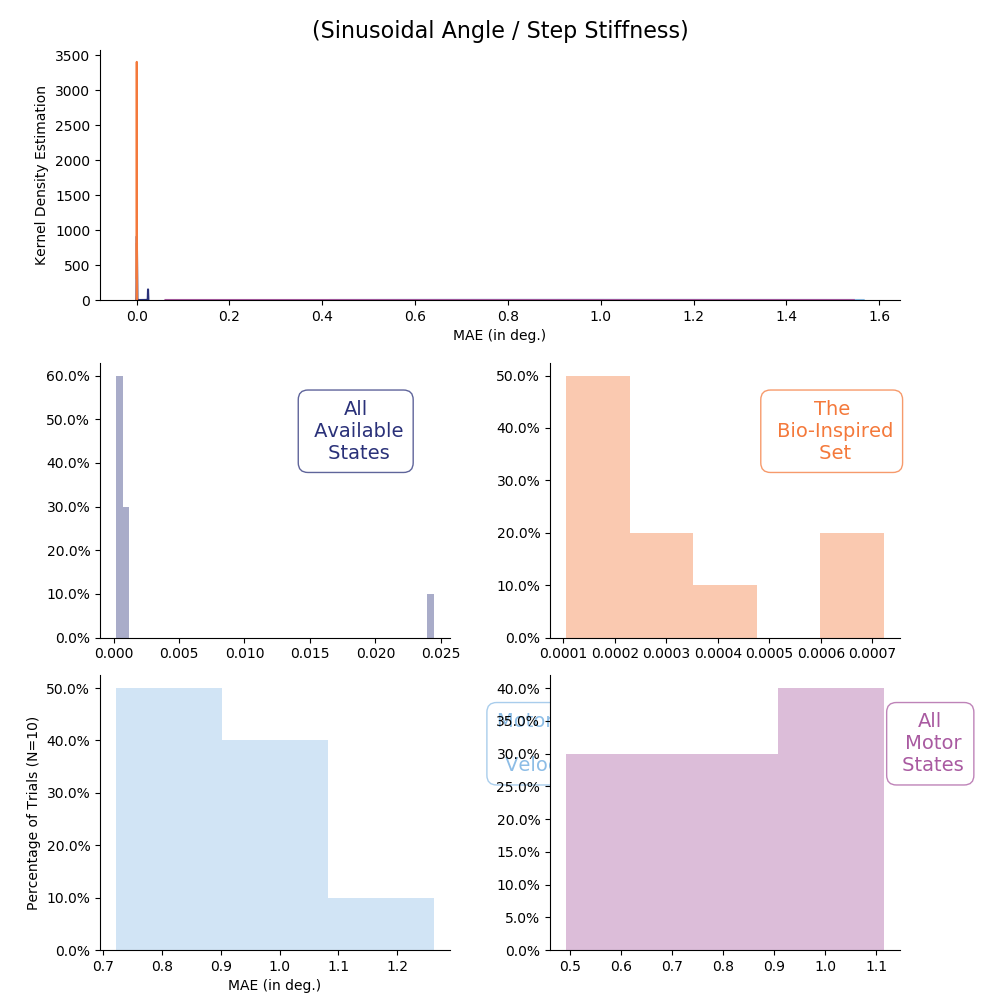 (Sinusoidal Angle / Step Stiffness)
3500
3000
2500
2000
1500
1000
500
0
Kernel Density Estimation
0.0 0.2 0.4 0.6 0.8 1.0 1.2 1.4 1.6
MAE (in deg.)
60.0%
50.0%
40.0%
30.0%
20.0%
10.0%
0.0%
All
Available
States
0.000 0.005 0.010 0.015 0.020 0.025
50.0%
40.0%
30.0%
20.0%
10.0%
0.0%
The
Bio-Inspired
Set
0.0001 0.0002 0.0003 0.0004 0.0005 0.0006 0.0007
50.0%
40.0%
30.0%
20.0%
10.0%
0.0%
Percentage of Trials (N=10)
0.7 0.8 0.9 1.0 1.1 1.2
MAE (in deg.)
Motor
40.0%
35.0%
30.0%
25.0%
20.0%
15.0%
10.0%
5.0%
0.0%
All
Motor
States
0.5 0.6 0.7 0.8 0.9 1.0 1.1